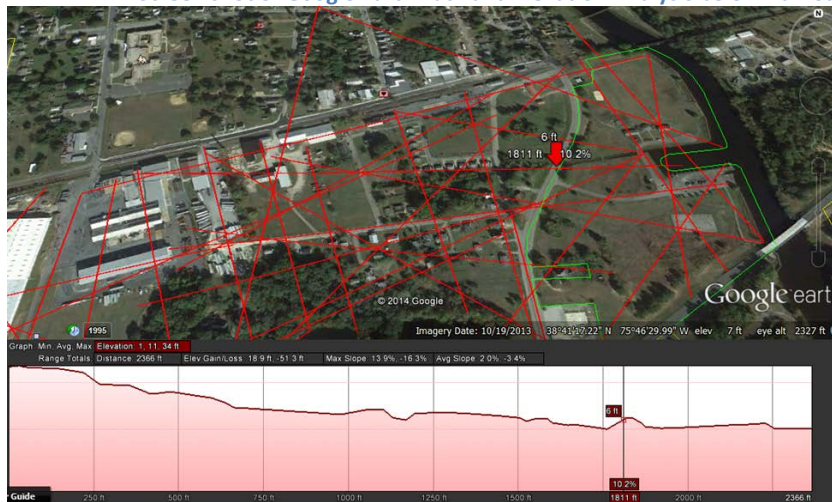 6 ft
1811 ft 10.2%
N
© 2014 Google
Google eart
1995
Imagery Date: 10/19/2013 38°41'17.22" N 75°46'29.99" W elev 7 ft eye alt 2327 ft
Graph: Min, Avg, Max Elevation: 1, 11, 34 ft
Range Totals: Distance: 2366 ft Elev Gain/Loss: 18.9 ft, -51.3 ft Max Slope: 13.9%, -16.3% Avg Slope: 2.0%, -3.4%
6 ft
10.2%
Guide
250 ft 500 ft 750 ft 1000 ft 1250 ft 1500 ft 1811 ft 2000 ft 2366 ft